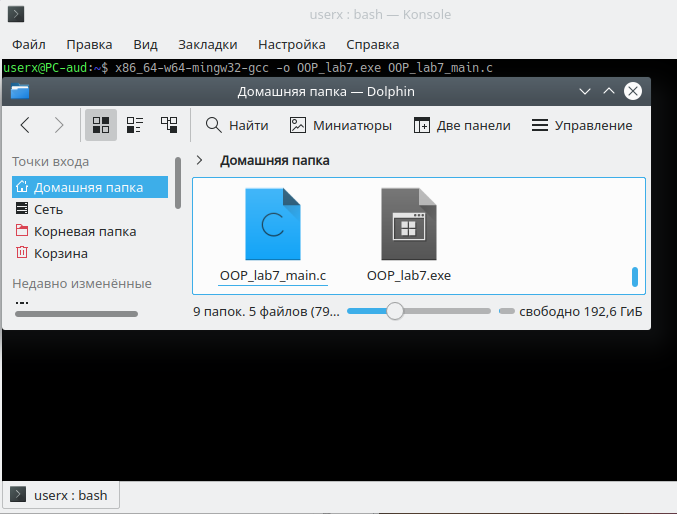 userx : bash — Konsole
Файл Правка Вид Закладки Настройка Справка
userx@PC-aud:~$ x86_64-w64-mingw32-gcc -o OOP_lab7.exe OOP_lab7_main.c
Домашняя папка — Dolphin
Найти Миниатюры Две панели Управление
Точки входа
Домашняя папка
Сеть
Корневая папка
Корзина
Недавно изменённые
> Домашняя папка
C
OOP_lab7_main.c OOP_lab7.exe
9 папок. 5 файлов (79... свободно 192,6 ГиБ
userx : bash